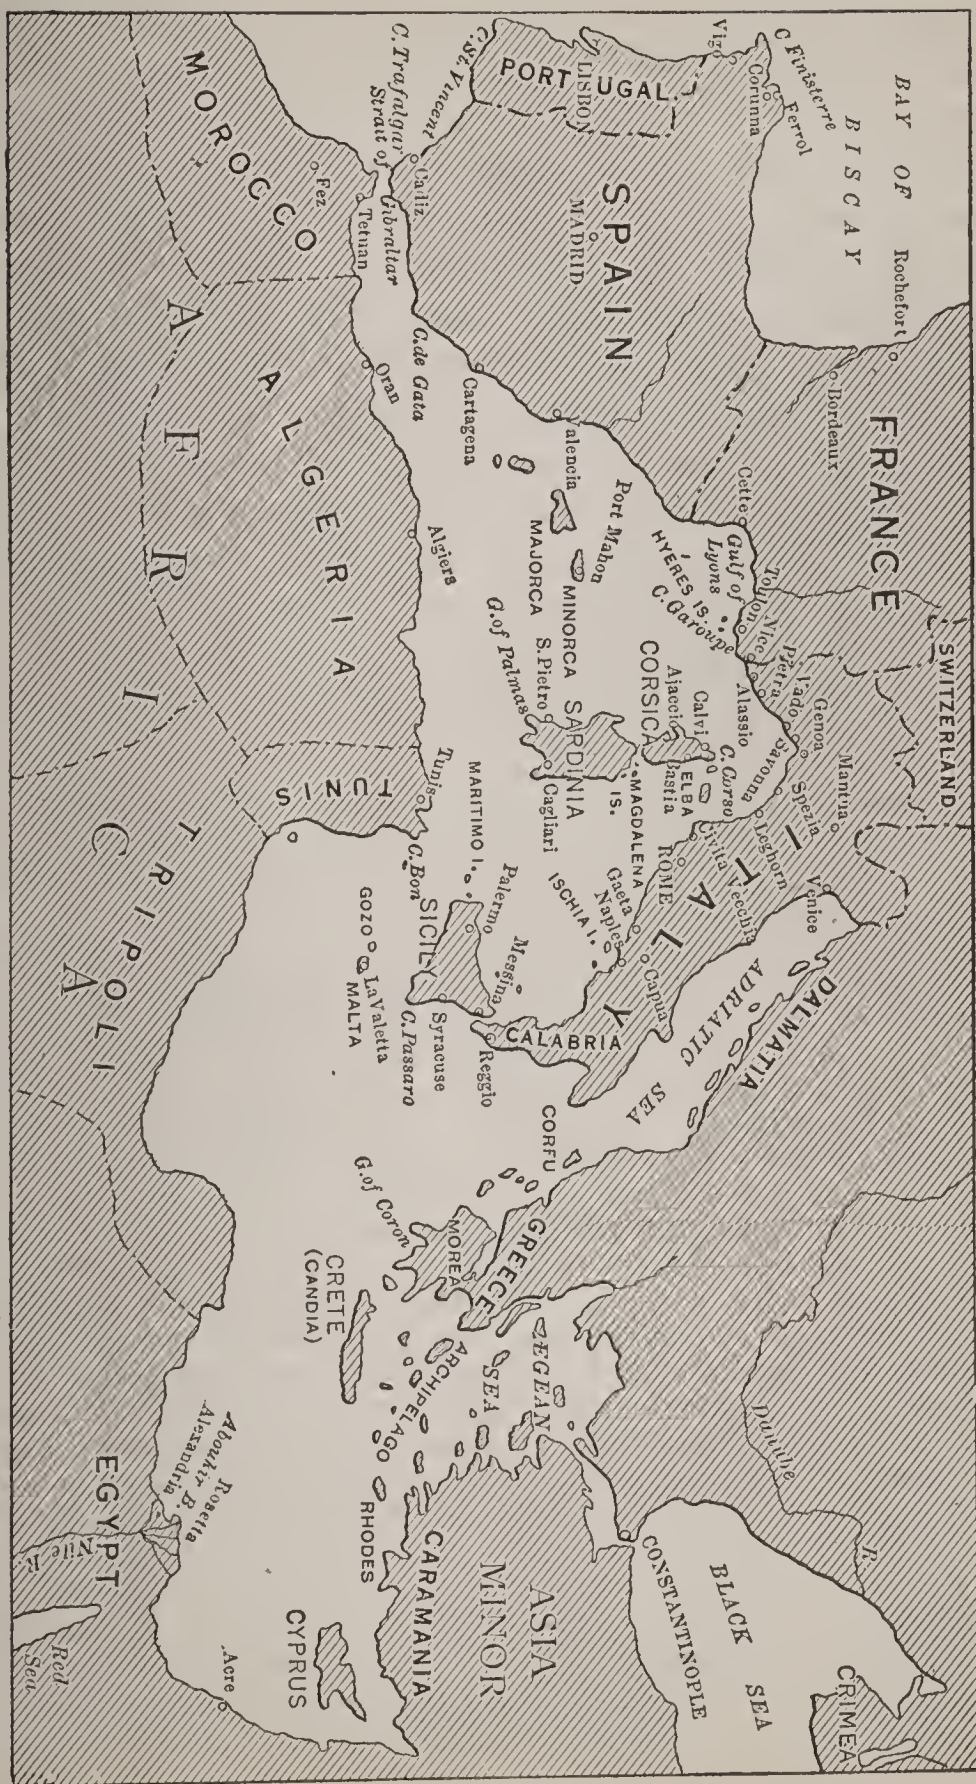 BAY OF
BISCAY
C Finisterre
Ferrol
Corunna
Vigo
PORTUGAL
LISBON
SPAIN
MADRID
C. St. Vincent
C. Trafalgar
Strait of
Gibraltar
Cadiz
Tetuan
Fez
MOROCCO
Rochefort
Bordeaux
FRANCE
SWITZERLAND
Cette
Gulf of
Lyons
Toulon
Nice
HYERES IS.
C. Garoupe
Pietra
Vado
Alassio
Savonna
Genoa
Mantua
Spezia
Leghorn
Venice
ITALY
Civita Vecchia
ROME
Gaeta
Naples
Capua
ISCHIA I.
CALABRIA
Reggio
C. de Gata
Cartagena
Valencia
Port Mahon
MAJORCA
MINORCA
CORSICA
Calvi
Ajaccio
Bastia
C. Corso
ELBA
MAGDALENA
IS.
SARDINIA
S. Pietro
G. of Palmas
Cagliari
Oran
Algiers
ALGERIA
AFRICA
Tunis
TUNIS
C. Bon
MARITIMO I.
SICILY
Palermo
Messina
Syracuse
C. Passaro
GOZO
La Valetta
MALTA
TRIPOLI
ADRIATIC
SEA
DALMATIA
CORFU
GREECE
MOREA
G. of Coron
CRETE
(CANDIA)
ÆGEAN
SEA
ARCHIPELAGO
RHODES
Danube
R.
BLACK
SEA
CRIMEA
CONSTANTINOPLE
ASIA
MINOR
CARAMANIA
CYPRUS
Acre
Rosetta
Aboukir B.
Alexandria
EGYPT
Nile R.
Red
Sea